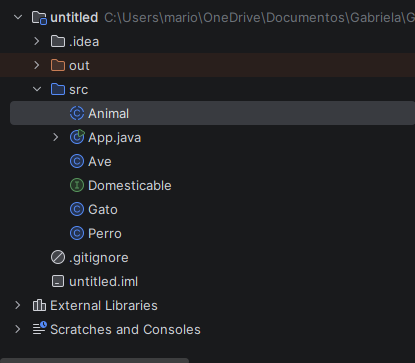 untitled C:\Users\mario\OneDrive\Documentos\Gabriela\G
.idea
out
src
C Animal
C App.java
C Ave
I Domesticable
C Gato
C Perro
.gitignore
untitled.iml
External Libraries
Scratches and Consoles